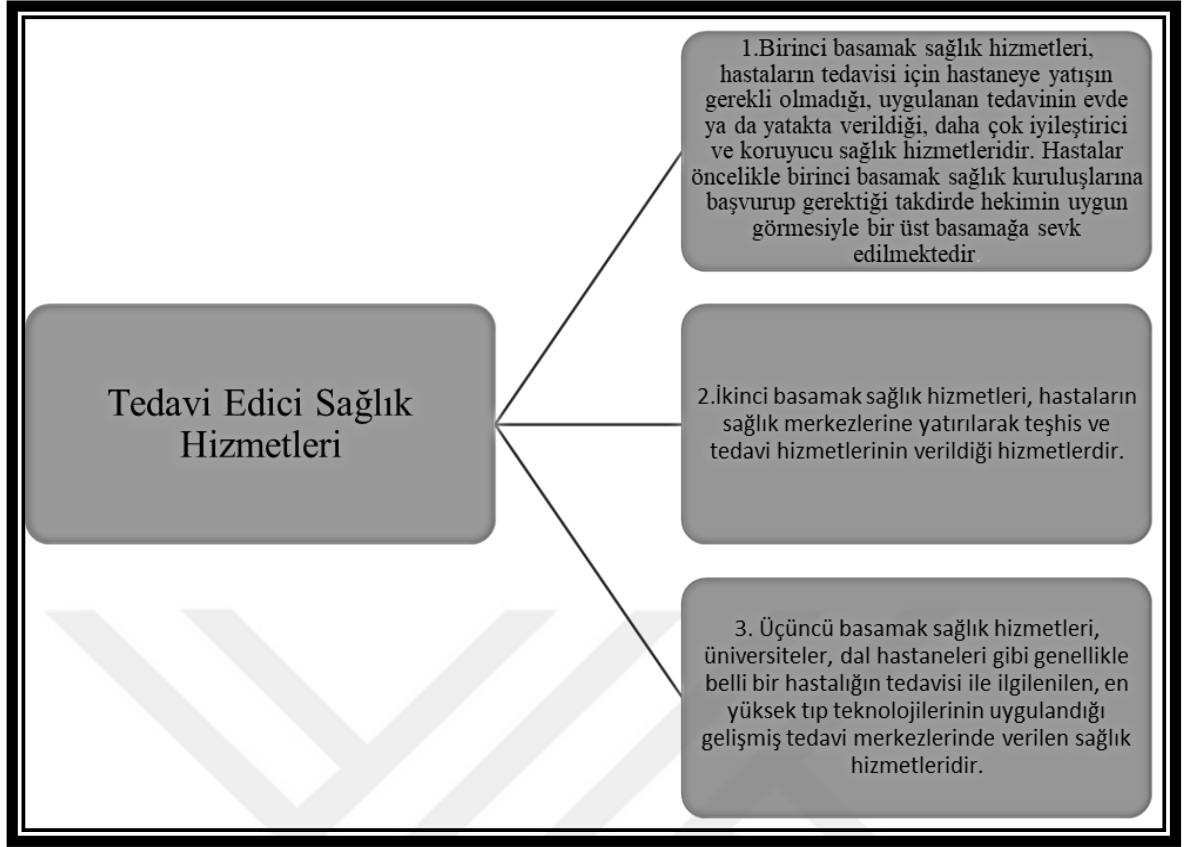 1.Birinci basamak sağlık hizmetleri,
hastaların tedavisi için hastaneye yatışın
gerekli olmadığı, uygulanan tedavinin evde
ya da yatakta verildiği, daha çok iyileştirici
ve koruyucu sağlık hizmetleridir. Hastalar
öncelikle birinci basamak sağlık kuruluşlarına
başvurup gerektiği takdirde hekimin uygun
görmesiyle bir üst basamağa sevk
edilmektedir
Tedavi Edici Sağlık
Hizmetleri
2.İkinci basamak sağlık hizmetleri, hastaların
sağlık merkezlerine yatırılarak teşhis ve
tedavi hizmetlerinin verildiği hizmetlerdir.
3. Üçüncü basamak sağlık hizmetleri,
üniversiteler, dal hastaneleri gibi genellikle
belli bir hastalığın tedavisi ile ilgilenilen, en
yüksek tıp teknolojilerinin uygulandığı
gelişmiş tedavi merkezlerinde verilen sağlık
hizmetleridir.